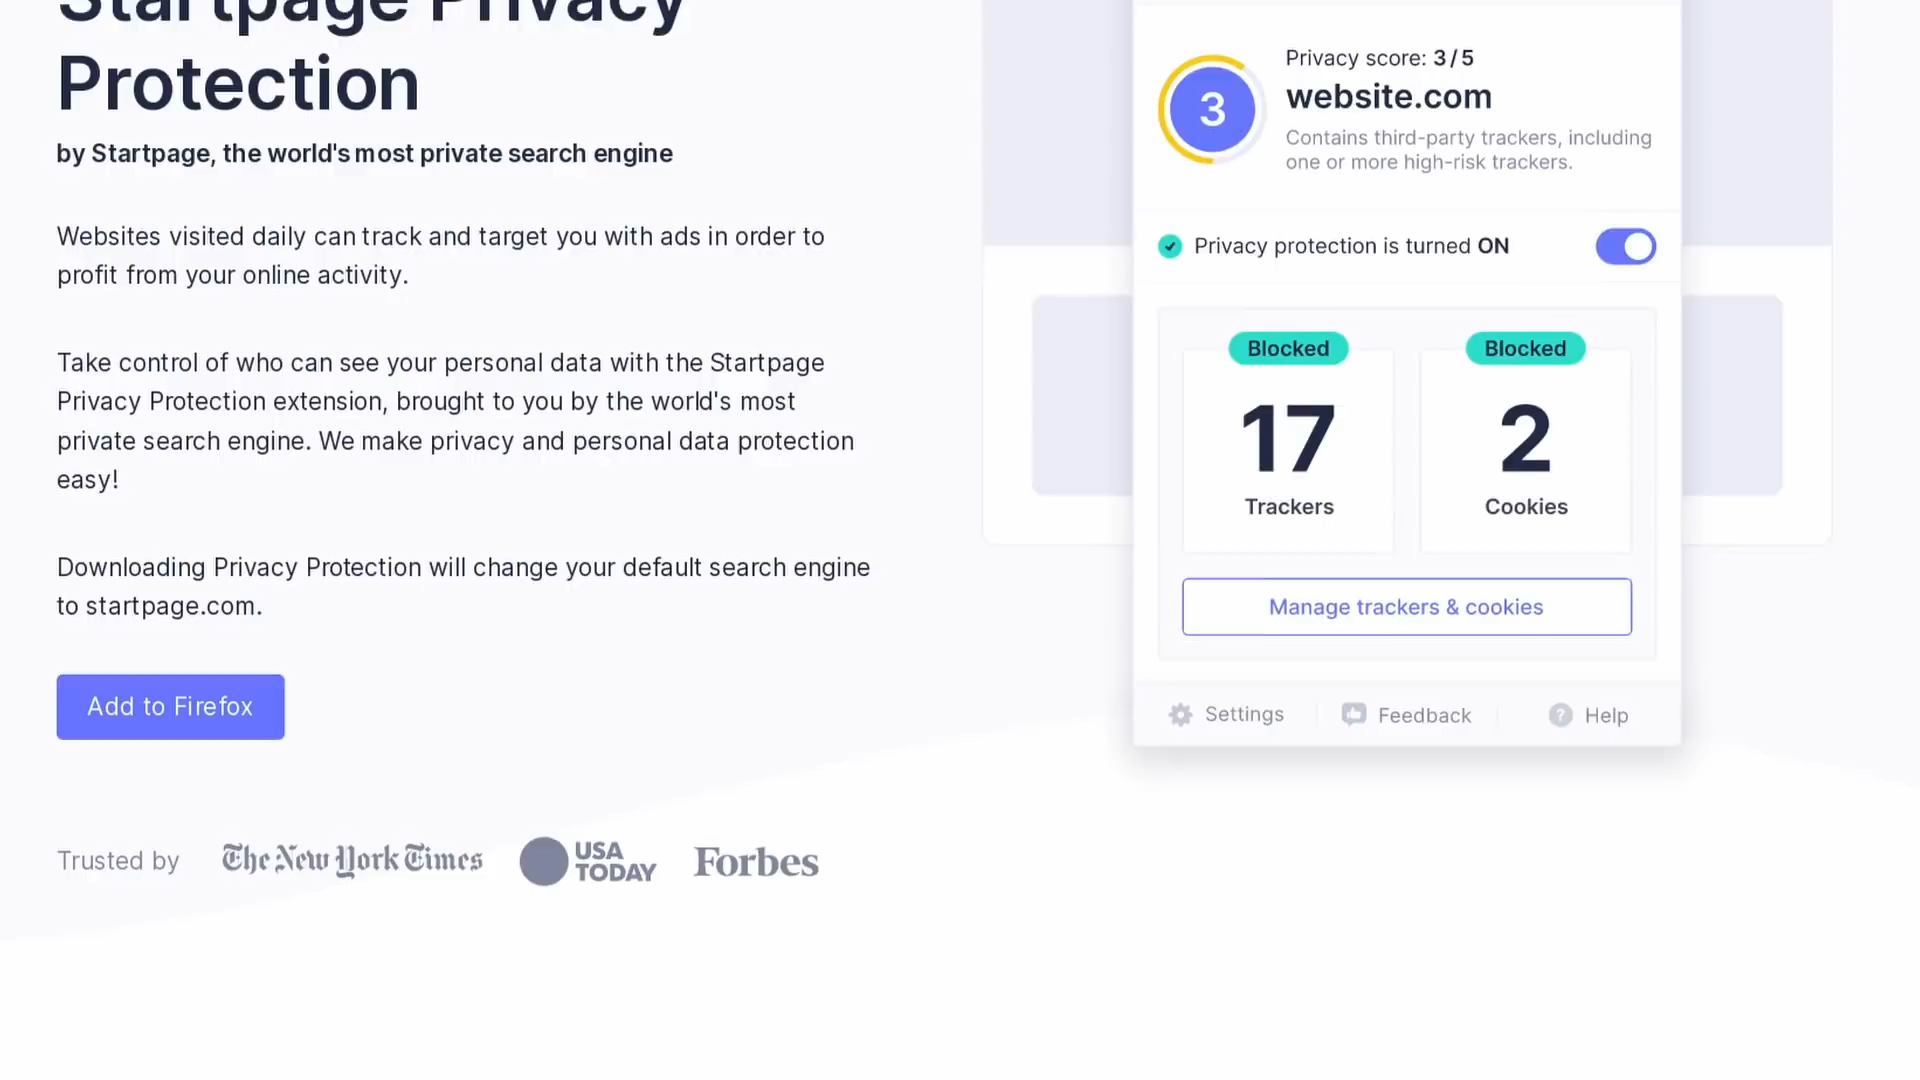 Startpage Privacy
Protection
by Startpage, the world's most private search engine
Websites visited daily can track and target you with ads in order to
profit from your online activity.
Take control of who can see your personal data with the Startpage
Privacy Protection extension, brought to you by the world's most
private search engine. We make privacy and personal data protection
easy!
Downloading Privacy Protection will change your default search engine
to startpage.com.
Add to Firefox
Trusted by
The New York Times
USA
TODAY
Forbes
3
Privacy score: 3/5
website.com
Contains third-party trackers, including
one or more high-risk trackers.
Privacy protection is turned ON
Blocked
17
Trackers
Blocked
2
Cookies
Manage trackers & cookies
Settings
Feedback
? Help